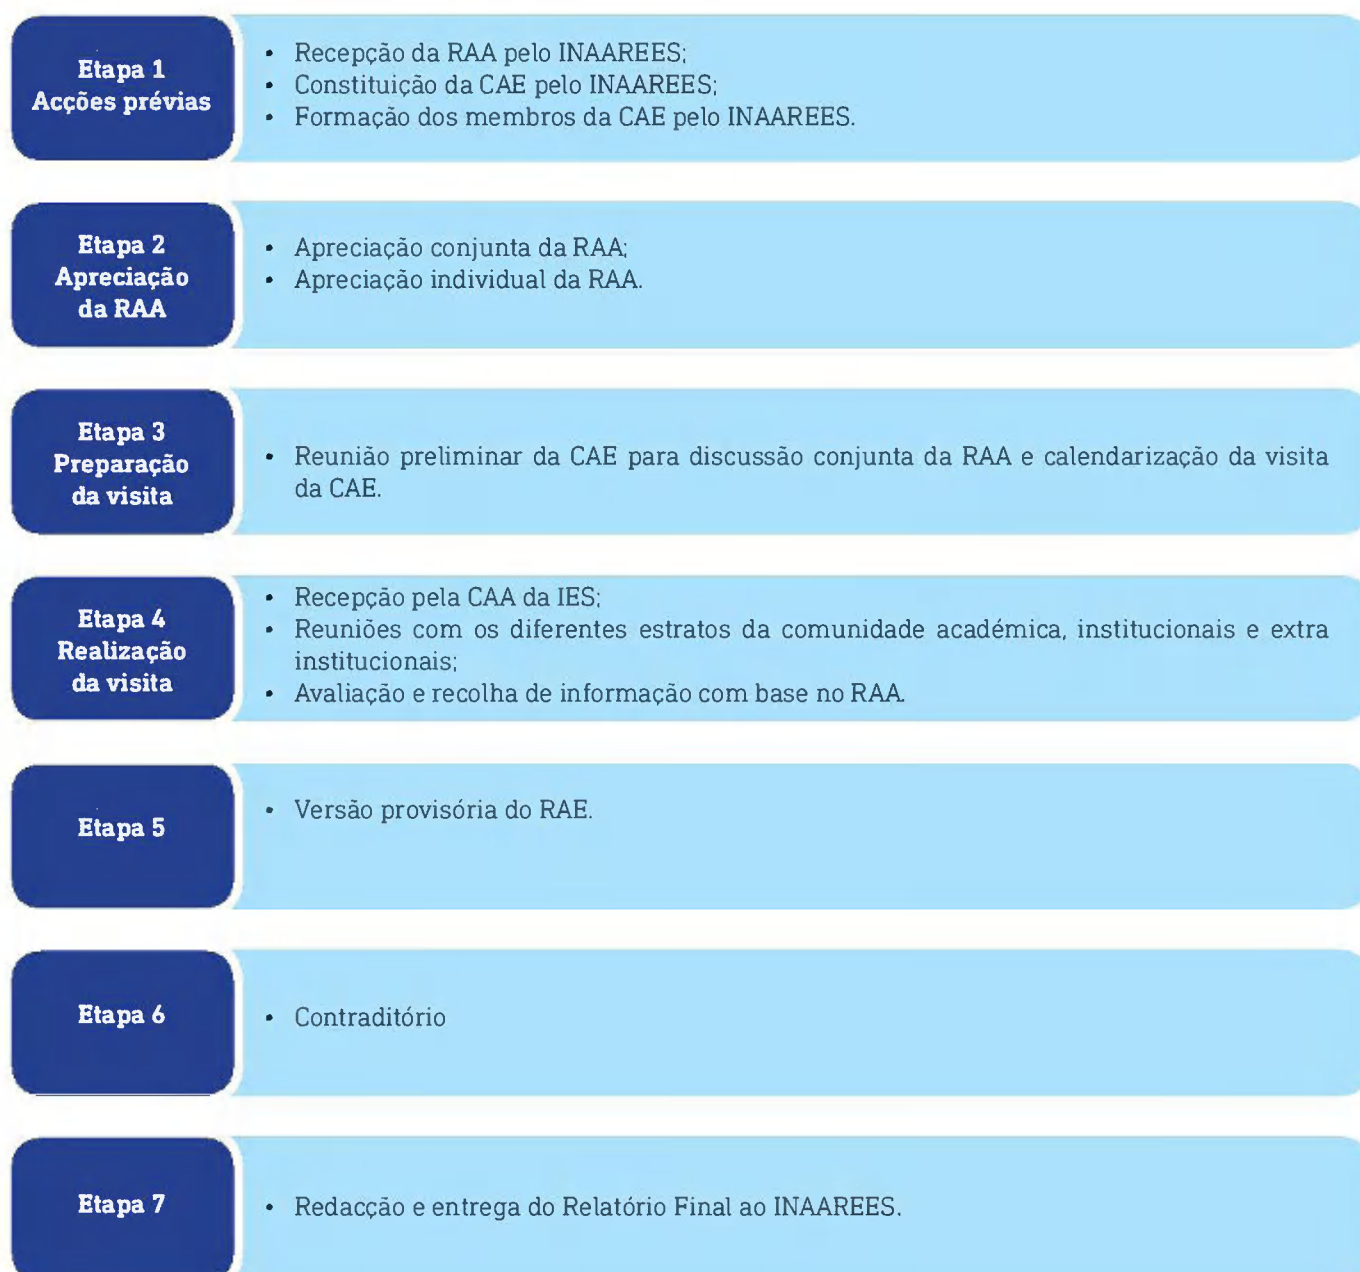 Etapa 1
Acções prévias
• Recepção da RAA pelo INAAREES;
• Constituição da CAE pelo INAAREES;
• Formação dos membros da CAE pelo INAAREES.
Etapa 2
Apreciação
da RAA
• Apreciação conjunta da RAA;
• Apreciação individual da RAA.
Etapa 3
Preparação
da visita
• Reunião preliminar da CAE para discussão conjunta da RAA e calendarização da visita
da CAE.
Etapa 4
Realização
da visita
• Recepção pela CAA da IES;
• Reuniões com os diferentes estratos da comunidade académica, institucionais e extra
institucionais;
• Avaliação e recolha de informação com base no RAA.
Etapa 5
• Versão provisória do RAE.
Etapa 6
• Contraditório
Etapa 7
• Redacção e entrega do Relatório Final ao INAAREES.